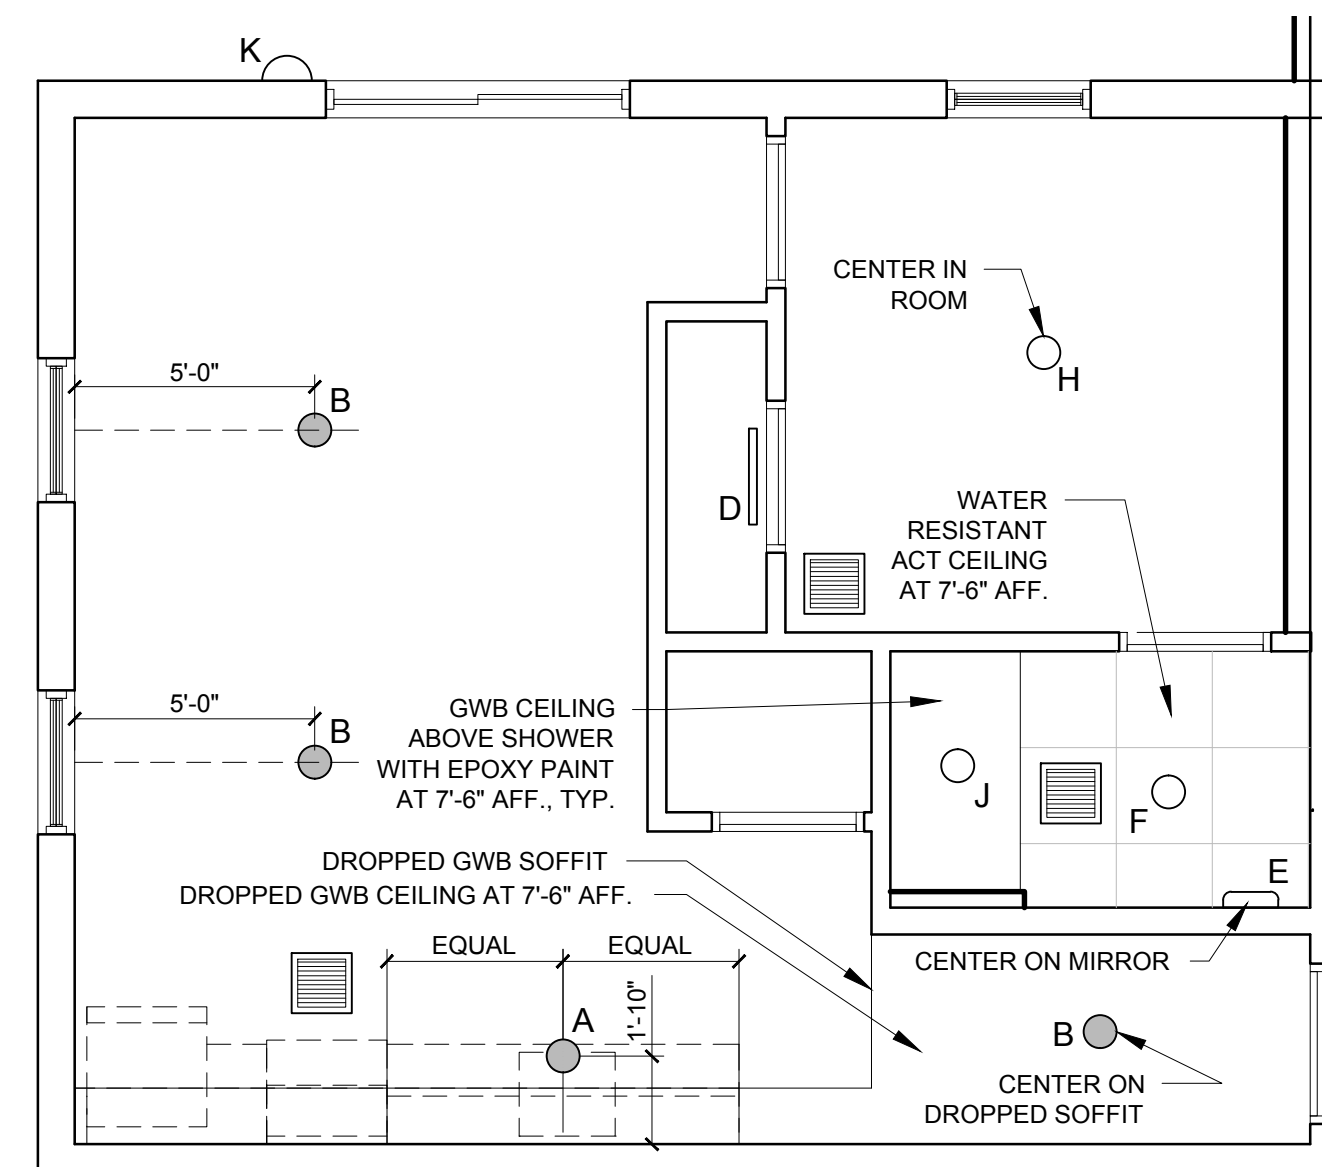 K
CENTER IN
ROOM
H
5'-0"
B
D
WATER
RESISTANT
ACT CEILING
AT 7'-6" AFF.
5'-0"
B
GWB CEILING
ABOVE SHOWER
WITH EPOXY PAINT
AT 7'-6" AFF., TYP.
J
F
E
DROPPED GWB SOFFIT
DROPPED GWB CEILING AT 7'-6" AFF.
EQUAL
EQUAL
CENTER ON MIRROR
1'-10"
A
B
CENTER ON
DROPPED SOFFIT